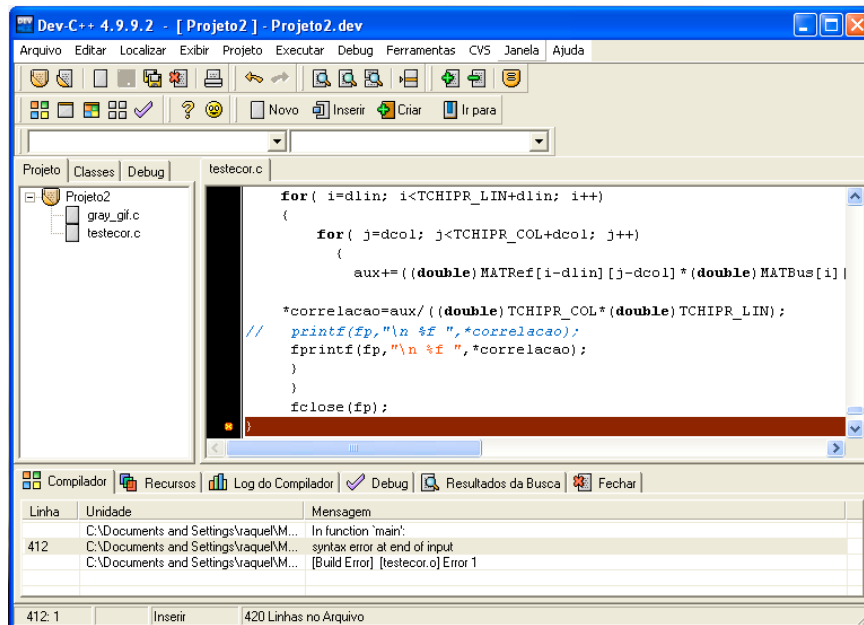 Dev-C++ 4.9.9.2 - [ Projeto2 ] - Projeto2.dev
Arquivo Editar Localizar Exibir Projeto Executar Debug Ferramentas CVS Janela Ajuda
Novo Inserir Criar Ir para
Projeto Classes Debug testecor.c
Projeto2
gray_gif.c
testecor.c
for( i=dlin; i<TCHIPR_LIN+dlin; i++)
{
for( j=dcol; j<TCHIPR_COL+dcol; j++)
{
aux+=((double)MATRef[i-dlin][j-dcol]*(double)MATBus[i][
*correlacao=aux/((double)TCHIPR_COL*(double)TCHIPR_LIN);
// printf(fp,"\n %f ",*correlacao);
fprintf(fp,"\n %f ",*correlacao);
}
}
fclose(fp);
}
Compilador Recursos Log do Compilador Debug Resultados da Busca Fechar
Linha Unidade Mensagem
C:\Documents and Settings\raquel\M... In function `main':
412 C:\Documents and Settings\raquel\M... syntax error at end of input
C:\Documents and Settings\raquel\M... [Build Error] [testecor.o] Error 1
412: 1 Inserir 420 Linhas no Arquivo